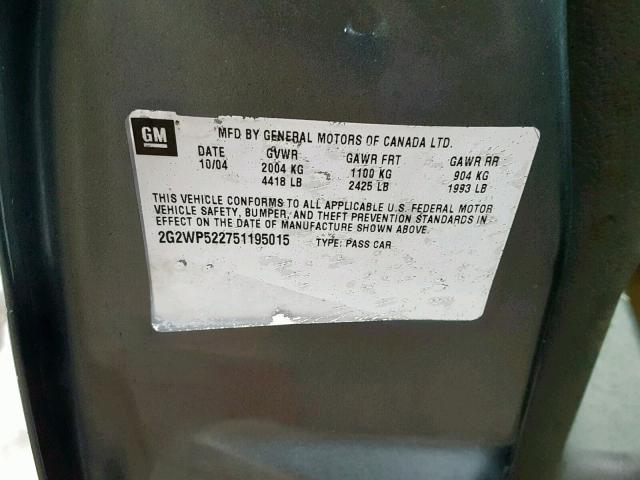 GM
MFD BY GENERAL MOTORS OF CANADA LTD.
DATE GVWR GAWR FRT GAWR RR
10/04 2004 KG 1100 KG 904 KG
4418 LB 2425 LB 1993 LB
THIS VEHICLE CONFORMS TO ALL APPLICABLE U.S. FEDERAL MOTOR
VEHICLE SAFETY, BUMPER, AND THEFT PREVENTION STANDARDS IN
EFFECT ON THE DATE OF MANUFACTURE SHOWN ABOVE.
2G2WP522751195015 TYPE: PASS CAR